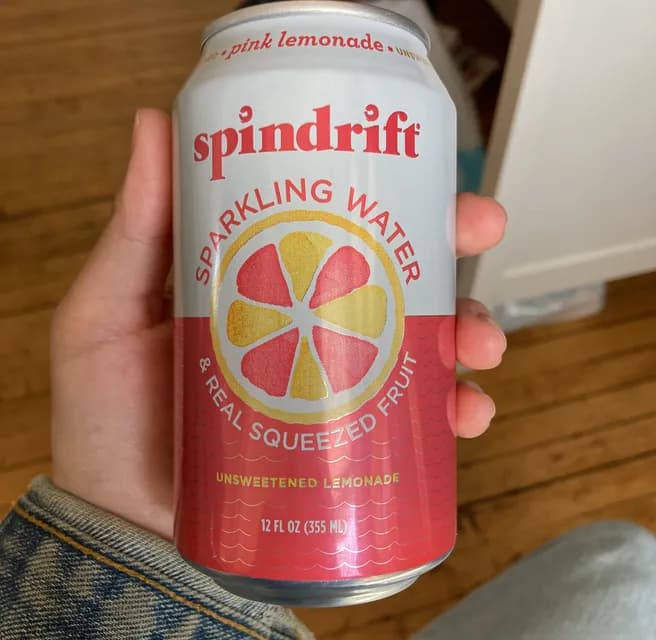 • pink lemonade •
spindrift
SPARKLING WATER
& REAL SQUEEZED FRUIT
UNSWEETENED LEMONADE
12 FL OZ (355 ML)